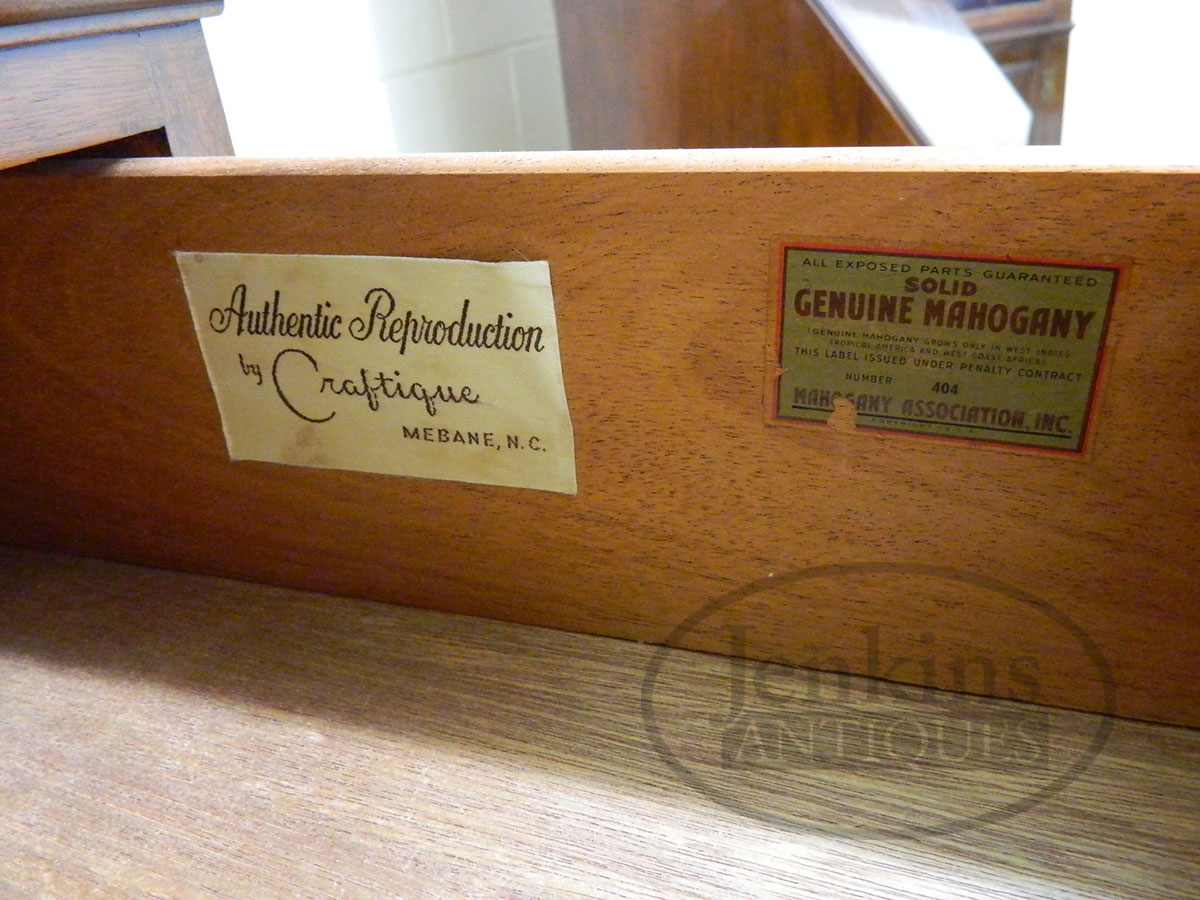 Authentic Reproduction
by Craftique
MEBANE, N.C.
ALL EXPOSED PARTS GUARANTEED
SOLID
GENUINE MAHOGANY
(GENUINE MAHOGANY GROWS ONLY IN WEST INDIES
TROPICAL AMERICA AND WEST COAST AFRICA)
THIS LABEL ISSUED UNDER PENALTY CONTRACT
NUMBER 404
MAHOGANY ASSOCIATION, INC.
Jenkins
ANTIQUES